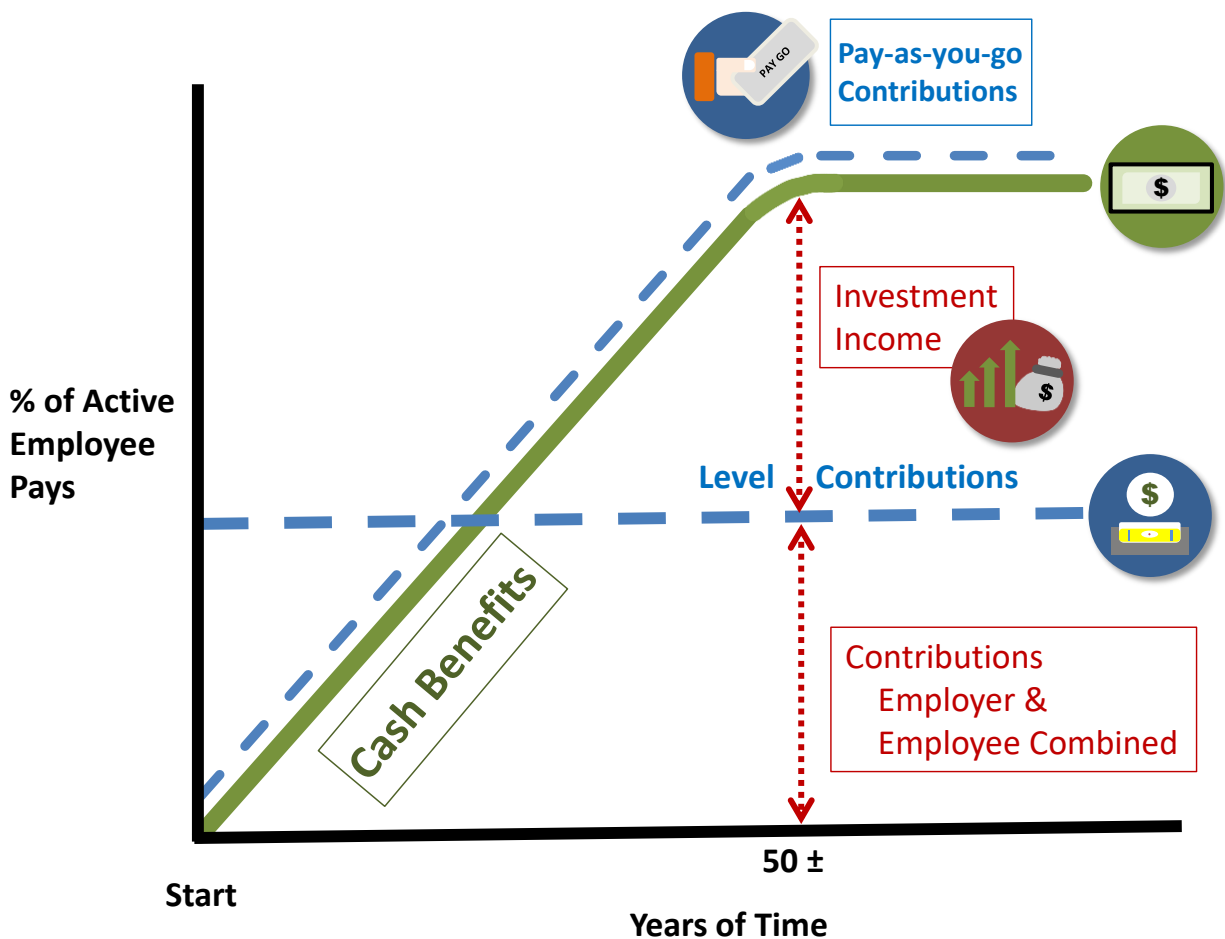 PAY GO
Pay-as-you-go
Contributions
$
Investment
Income
$
% of Active
Employee
Pays
Level Contributions
$
Cash Benefits
Contributions
Employer &
Employee Combined
50 ±
Start
Years of Time